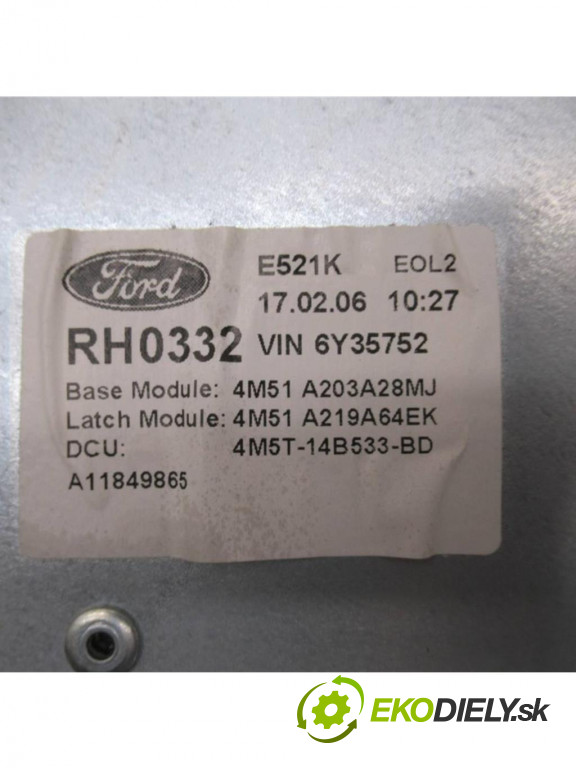 Ford
E521K EOL2
17.02.06 10:27
RH0332 VIN 6Y35752
Base Module: 4M51 A203A28MJ
Latch Module: 4M51 A219A64EK
DCU: 4M5T-14B533-BD
A11849865
EKODIELY.sk